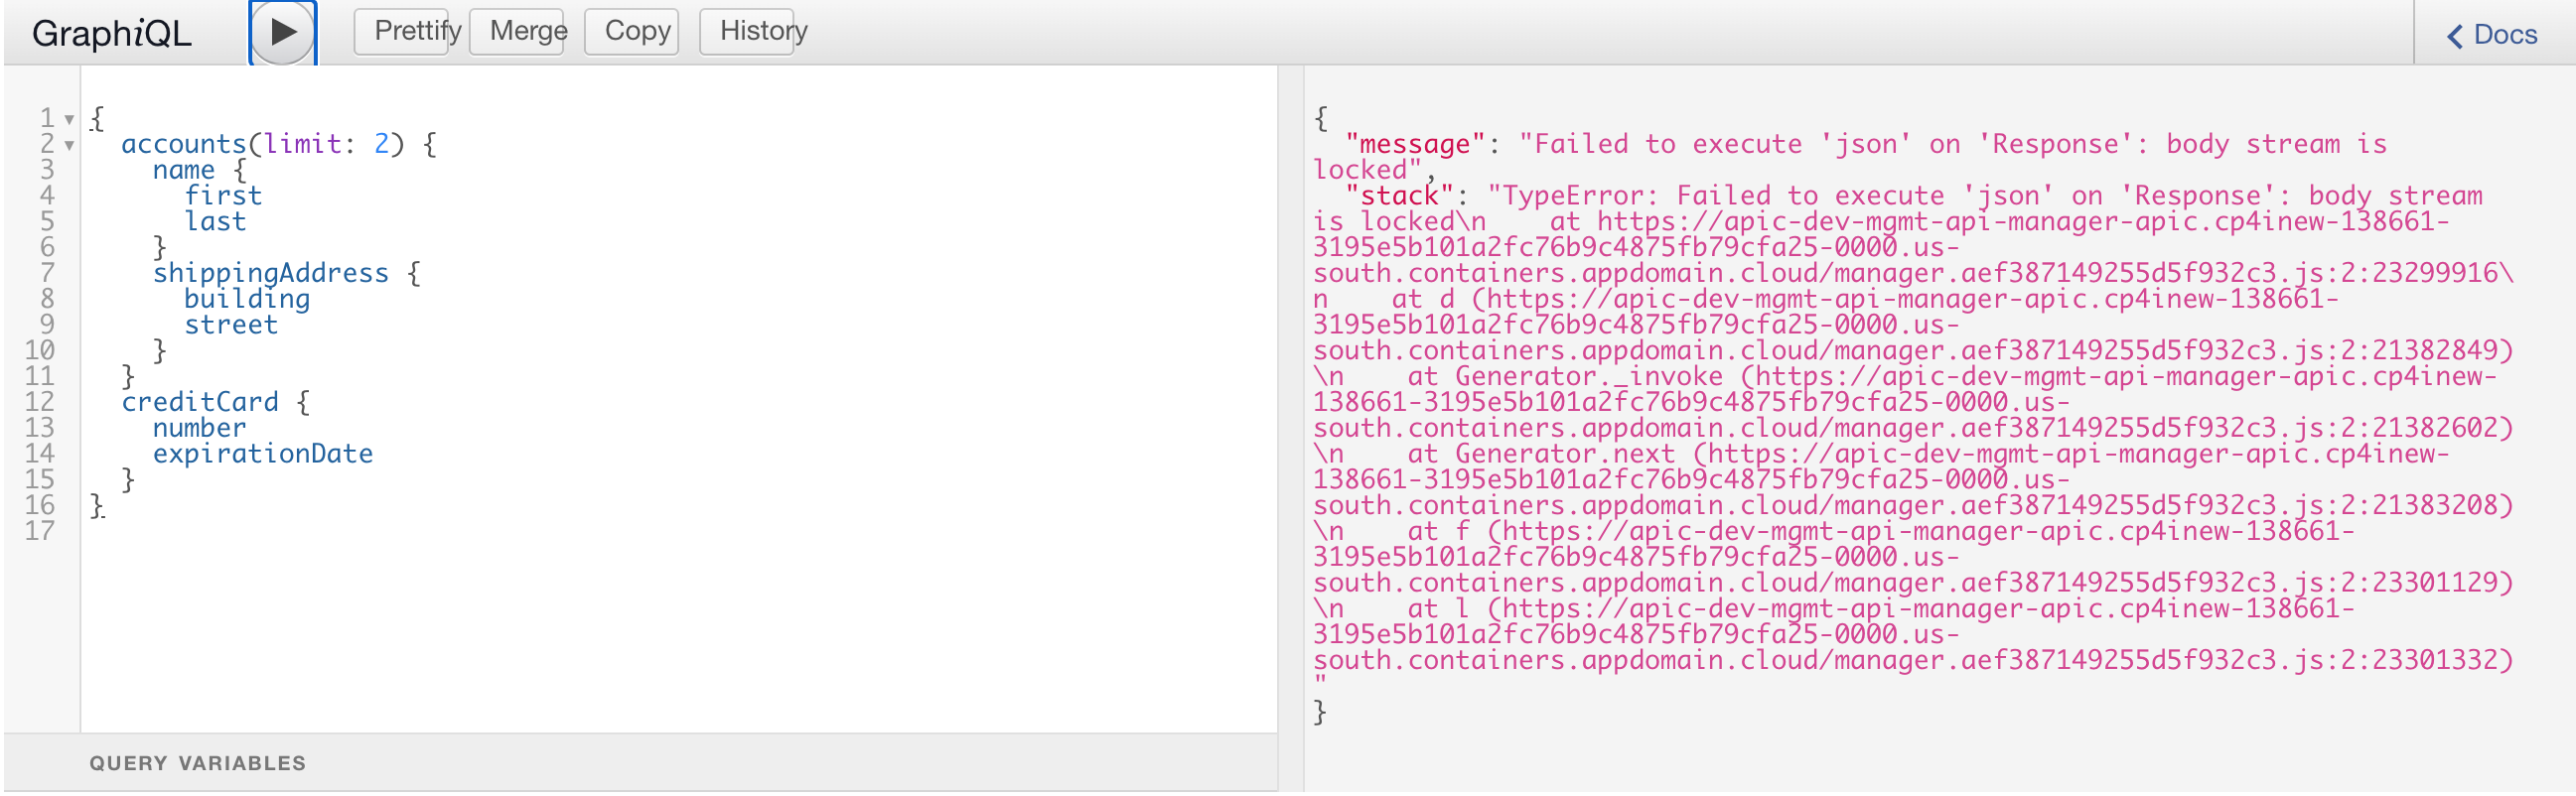 GraphiQL
Prettify
Merge
Copy
History
Docs
1 {
2 accounts(limit: 2) {
3 name {
4 first
5 last
6 }
7 shippingAddress {
8 building
9 street
10 }
11 }
12 creditCard {
13 number
14 expirationDate
15 }
16 }
17
QUERY VARIABLES
{
"message": "Failed to execute 'json' on 'Response': body stream is
locked",
"stack": "TypeError: Failed to execute 'json' on 'Response': body stream
is locked\n    at https://apic-dev-mgmt-api-manager-apic.cp4inew-138661-
3195e5b101a2fc76b9c4875fb79cfa25-0000.us-
south.containers.appdomain.cloud/manager.aef387149255d5f932c3.js:2:23299916\
n    at d (https://apic-dev-mgmt-api-manager-apic.cp4inew-138661-
3195e5b101a2fc76b9c4875fb79cfa25-0000.us-
south.containers.appdomain.cloud/manager.aef387149255d5f932c3.js:2:21382849)
\n    at Generator._invoke (https://apic-dev-mgmt-api-manager-apic.cp4inew-
138661-3195e5b101a2fc76b9c4875fb79cfa25-0000.us-
south.containers.appdomain.cloud/manager.aef387149255d5f932c3.js:2:21382602)
\n    at Generator.next (https://apic-dev-mgmt-api-manager-apic.cp4inew-
138661-3195e5b101a2fc76b9c4875fb79cfa25-0000.us-
south.containers.appdomain.cloud/manager.aef387149255d5f932c3.js:2:21383208)
\n    at f (https://apic-dev-mgmt-api-manager-apic.cp4inew-138661-
3195e5b101a2fc76b9c4875fb79cfa25-0000.us-
south.containers.appdomain.cloud/manager.aef387149255d5f932c3.js:2:23301129)
\n    at l (https://apic-dev-mgmt-api-manager-apic.cp4inew-138661-
3195e5b101a2fc76b9c4875fb79cfa25-0000.us-
south.containers.appdomain.cloud/manager.aef387149255d5f932c3.js:2:23301332)
"
}